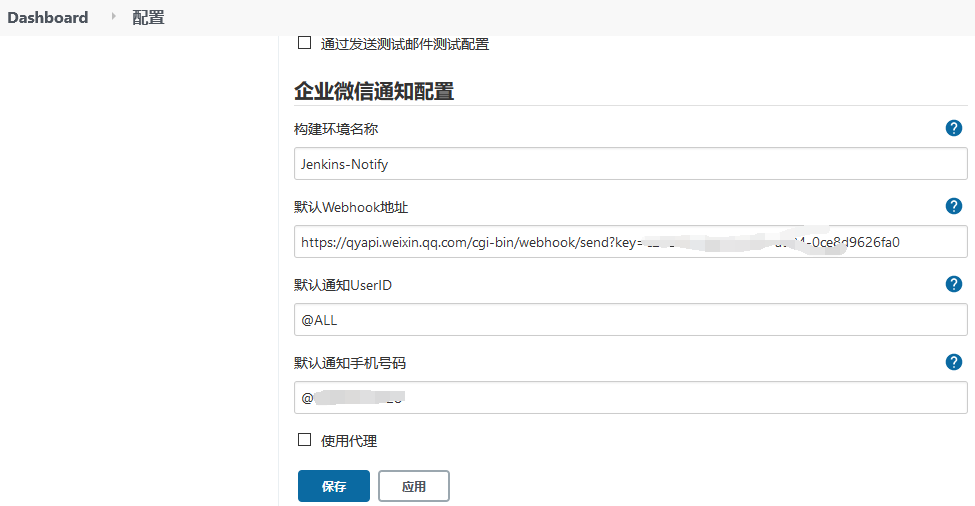 Dashboard 配置
通过发送测试邮件测试配置
企业微信通知配置
构建环境名称
Jenkins-Notify
默认Webhook地址
https://qyapi.weixin.qq.com/cgi-bin/webhook/send?key= 4-0ce8d9626fa0
默认通知UserID
@ALL
默认通知手机号码
@
使用代理
保存 应用